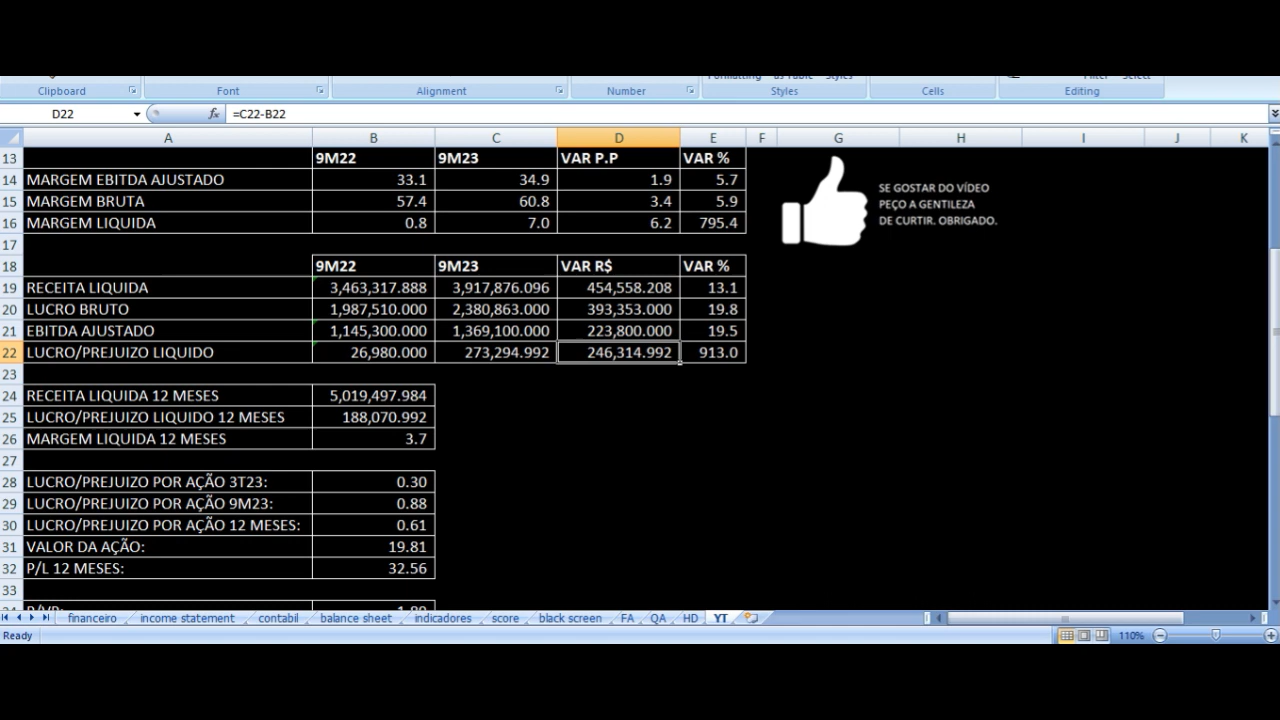 Clipboard Font Alignment Number Styles Cells Editing
D22 fx =C22-B22
A B C D E F G H I J K
13 9M22 9M23 VAR P.P VAR %
14 MARGEM EBITDA AJUSTADO 33.1 34.9 1.9 5.7
15 MARGEM BRUTA 57.4 60.8 3.4 5.9
16 MARGEM LIQUIDA 0.8 7.0 6.2 795.4
SE GOSTAR DO VÍDEO
PEÇO A GENTILEZA
DE CURTIR. OBRIGADO.
17
18 9M22 9M23 VAR R$ VAR %
19 RECEITA LIQUIDA 3,463,317.888 3,917,876.096 454,558.208 13.1
20 LUCRO BRUTO 1,987,510.000 2,380,863.000 393,353.000 19.8
21 EBITDA AJUSTADO 1,145,300.000 1,369,100.000 223,800.000 19.5
22 LUCRO/PREJUIZO LIQUIDO 26,980.000 273,294.992 246,314.992 913.0
23
24 RECEITA LIQUIDA 12 MESES 5,019,497.984
25 LUCRO/PREJUIZO LIQUIDO 12 MESES 188,070.992
26 MARGEM LIQUIDA 12 MESES 3.7
27
28 LUCRO/PREJUIZO POR AÇÃO 3T23: 0.30
29 LUCRO/PREJUIZO POR AÇÃO 9M23: 0.88
30 LUCRO/PREJUIZO POR AÇÃO 12 MESES: 0.61
31 VALOR DA AÇÃO: 19.81
32 P/L 12 MESES: 32.56
33
financeiro income statement contabil balance sheet indicadores score black screen FA QA HD YT
Ready 110%